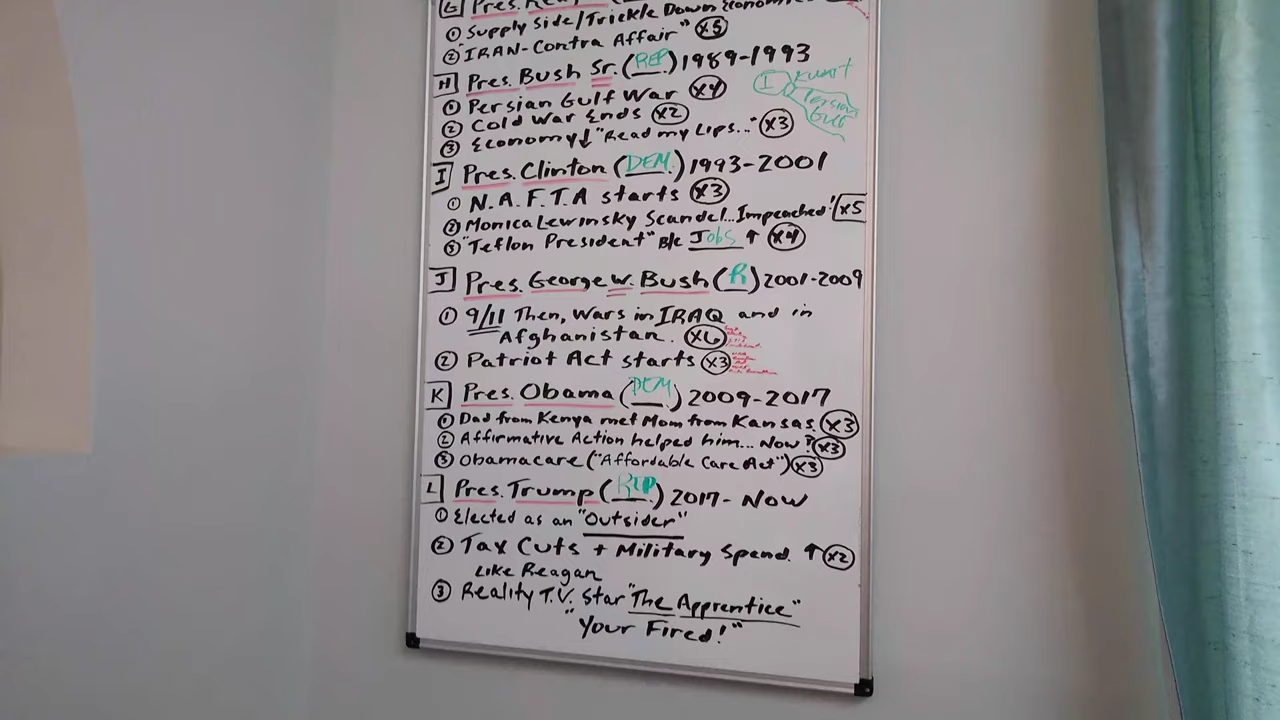 G Pres.
① Supply Side/Trickle Down Economics
② "IRAN-Contra Affair" x5
H Pres. Bush Sr. (REP) 1989-1993
① Persian Gulf War x4
I Kuwait
Persian
Gulf
② Cold War Ends x2
③ Economy↓ "Read my Lips..." x3
I Pres. Clinton (DEM.) 1993-2001
① N.A.F.T.A starts x3
② Monica Lewinsky Scandel...Impeached! x5
③ "Teflon President" B/c Jobs ↑ x4
J Pres. George W. Bush (R) 2001-2009
① 9/11 Then, Wars in IRAQ and in
Afghanistan. x6
② Patriot Act starts x3
K Pres. Obama (DEM) 2009-2017
① Dad from Kenya met Mom from Kansas. x3
② Affirmative Action helped him... Now? x3
③ Obamacare ("Affordable Care Act") x3
L Pres. Trump (REP) 2017- Now
① Elected as an "Outsider"
② Tax Cuts + Military Spend. ↑ x2
Like Reagan
③ Reality T.V. Star "The Apprentice"
"Your Fired!"